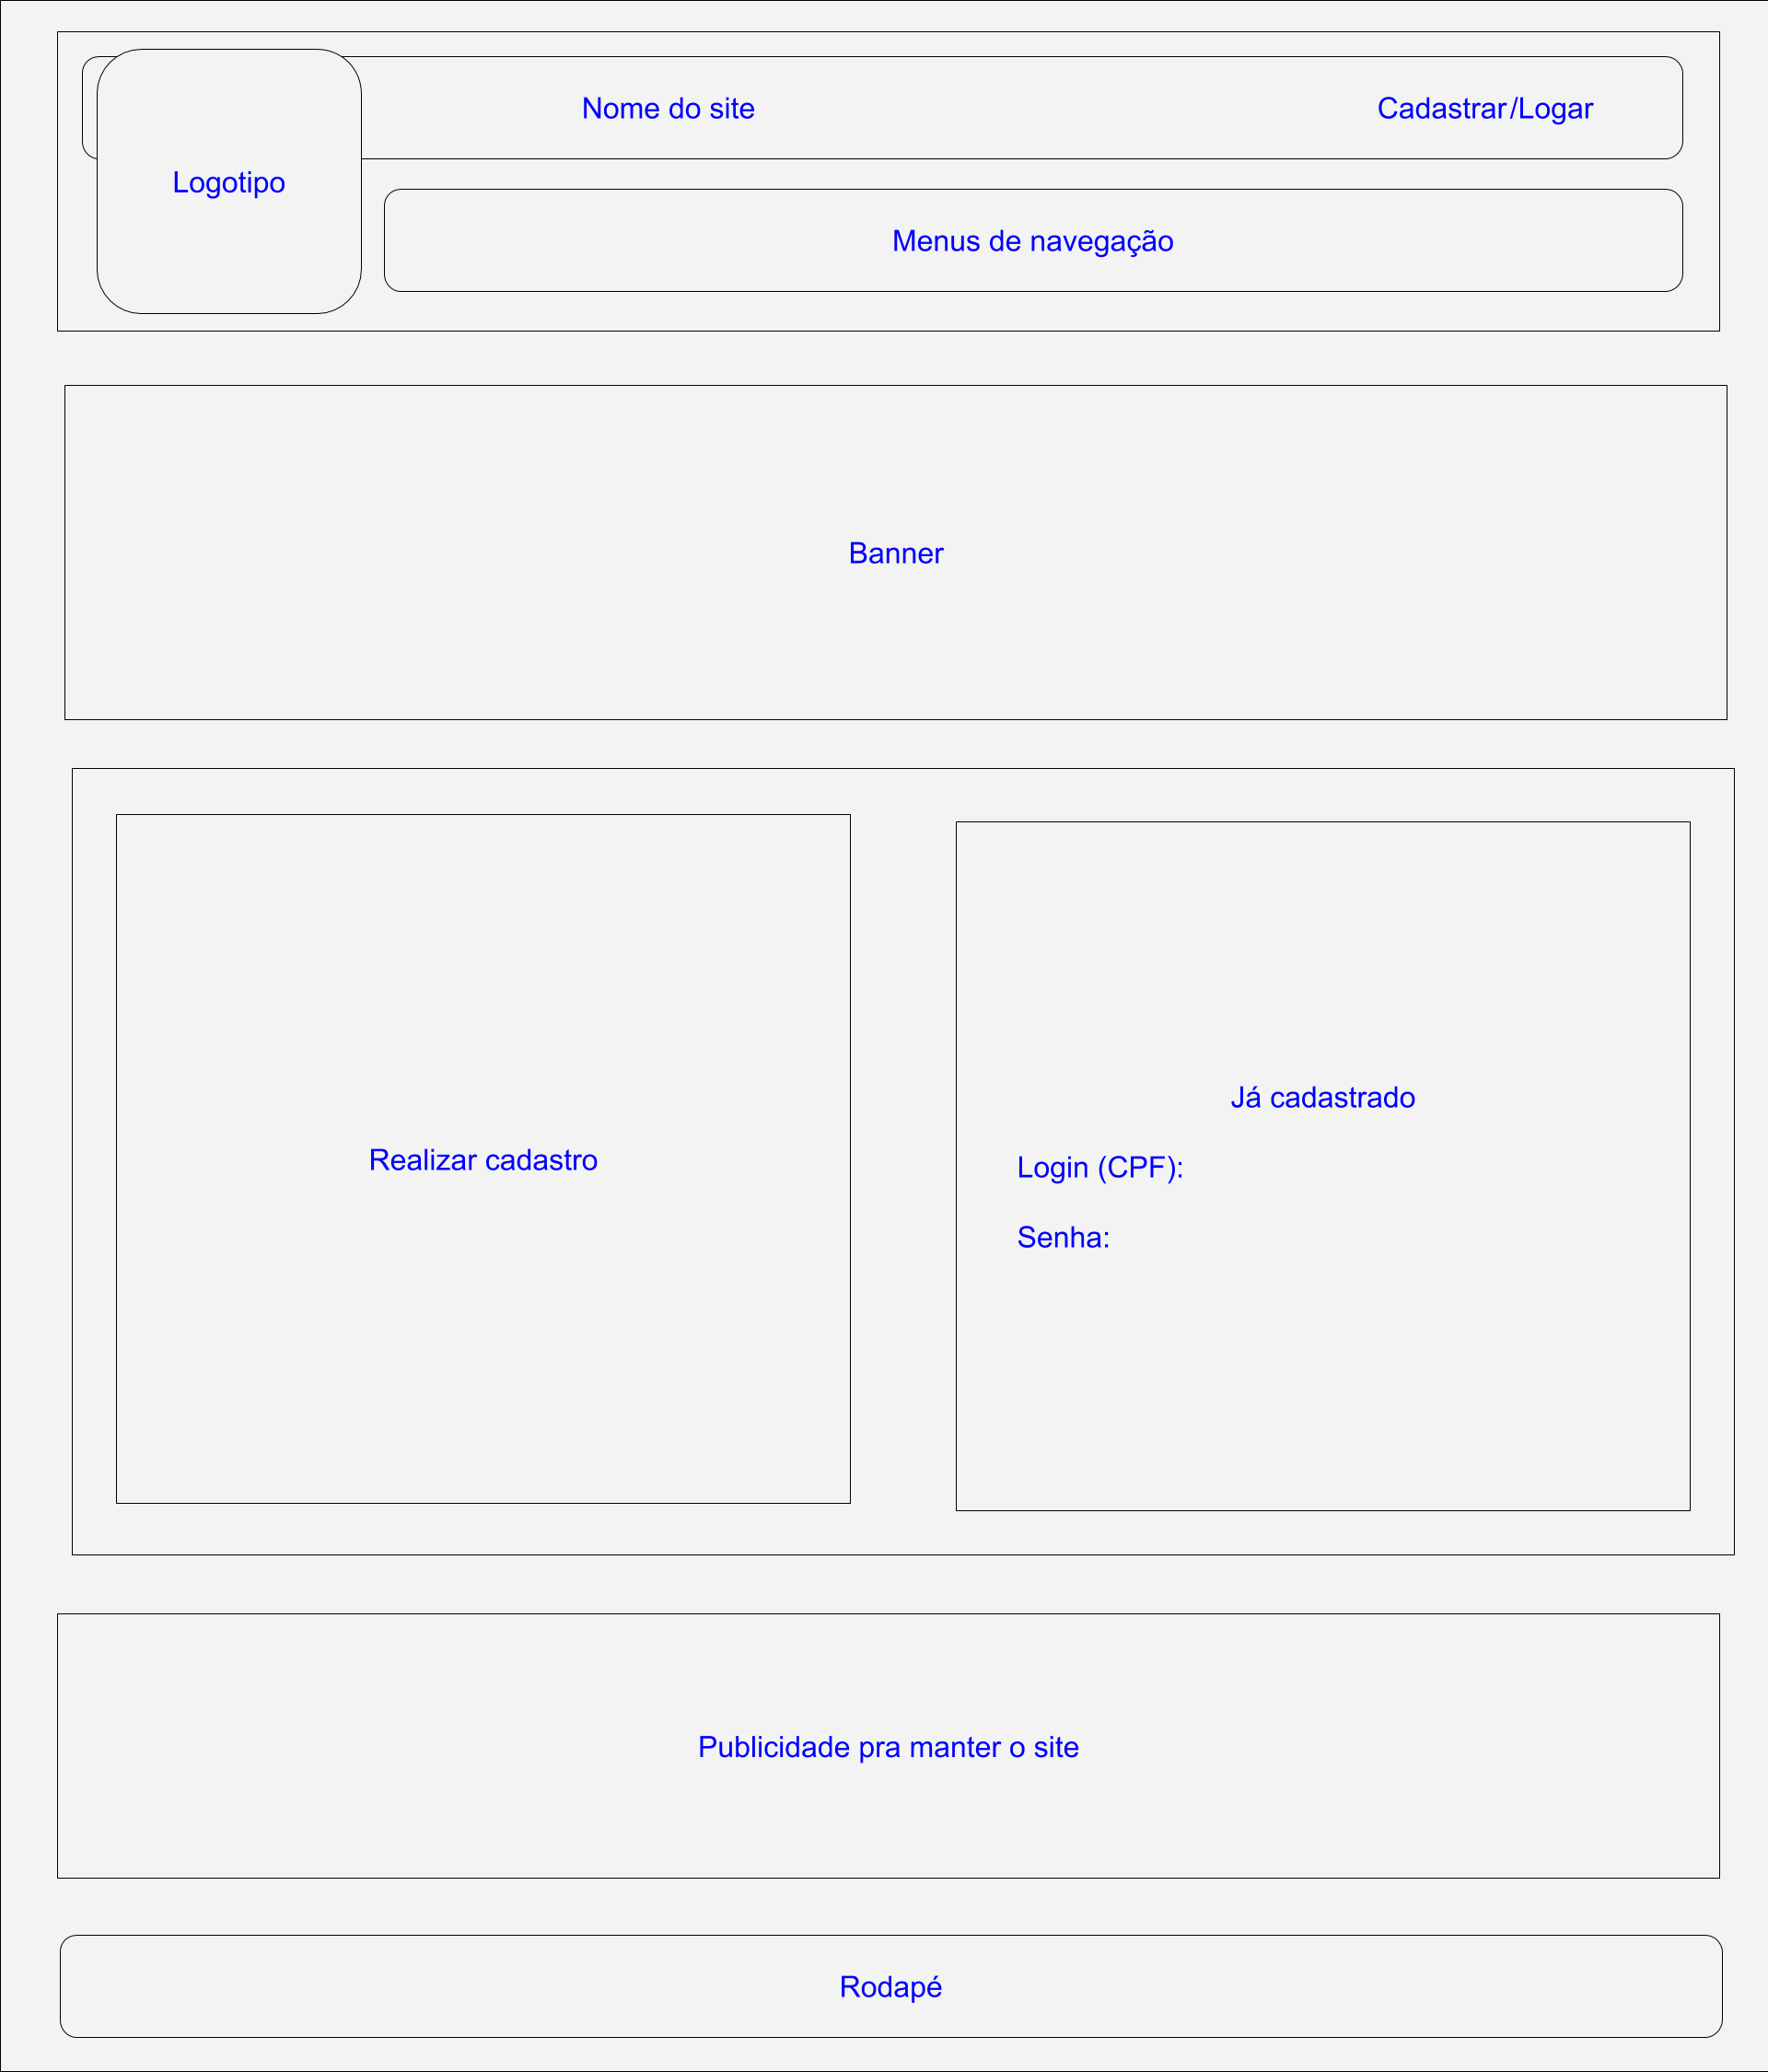 Nome do site
Cadastrar/Logar
Logotipo
Menus de navegação
Banner
Realizar cadastro
Já cadastrado
Login (CPF):
Senha:
Publicidade pra manter o site
Rodapé